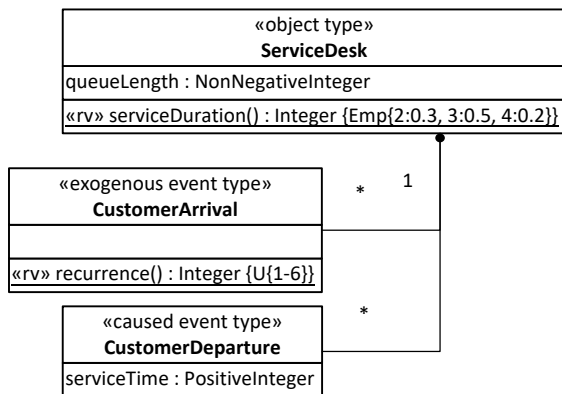 «object type»
ServiceDesk
queueLength : NonNegativeInteger
«rv» serviceDuration() : Integer {Emp{2:0.3, 3:0.5, 4:0.2}}
«exogenous event type»
CustomerArrival
* 1
«rv» recurrence() : Integer {U{1-6}}
*
«caused event type»
CustomerDeparture
serviceTime : PositiveInteger